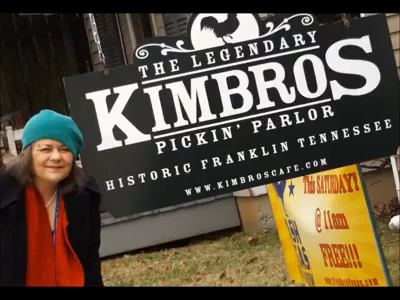 THE LEGENDARY
KIMBROS
PICKIN' PARLOR
HISTORIC FRANKLIN TENNESSEE
WWW.KIMBROSCAFE.COM
This SATURDAY!
@ 11am
FREE!!!